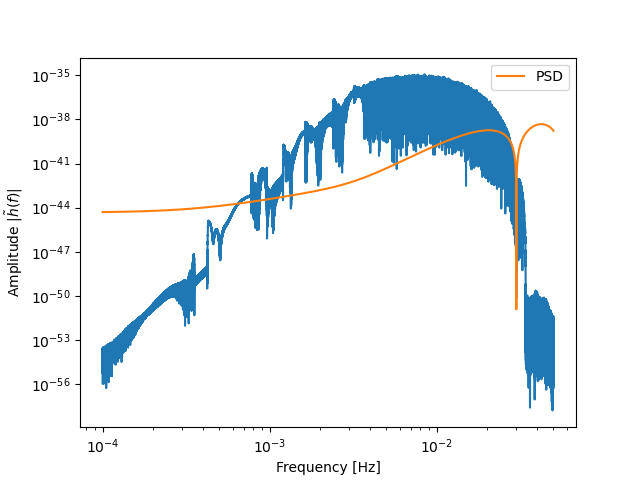 PSD
10⁻³⁵
10⁻³⁸
10⁻⁴¹
10⁻⁴⁴
10⁻⁴⁷
10⁻⁵⁰
10⁻⁵³
10⁻⁵⁶
Amplitude |h̃(f)|
10⁻⁴ 10⁻³ 10⁻²
Frequency [Hz]